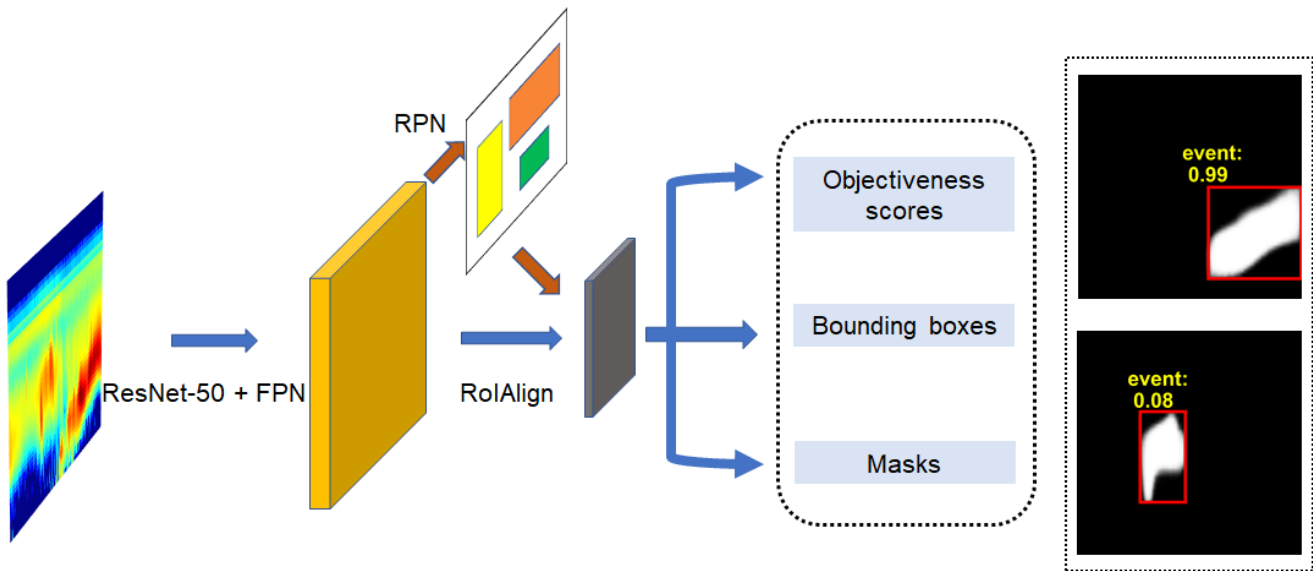 RPN
ResNet-50 + FPN
RoIAlign
Objectiveness
scores
Bounding boxes
Masks
event:
0.99
event:
0.08